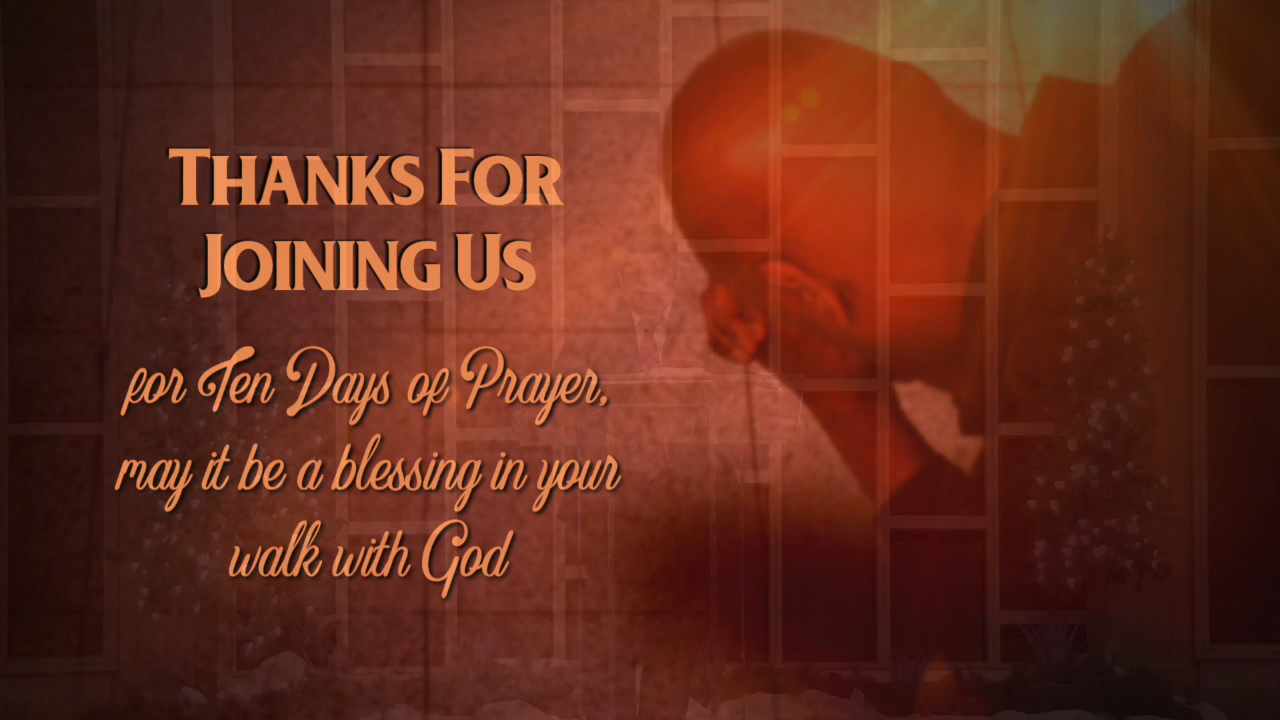 Thanks For
Joining Us
for Ten Days of Prayer,
may it be a blessing in your
walk with God